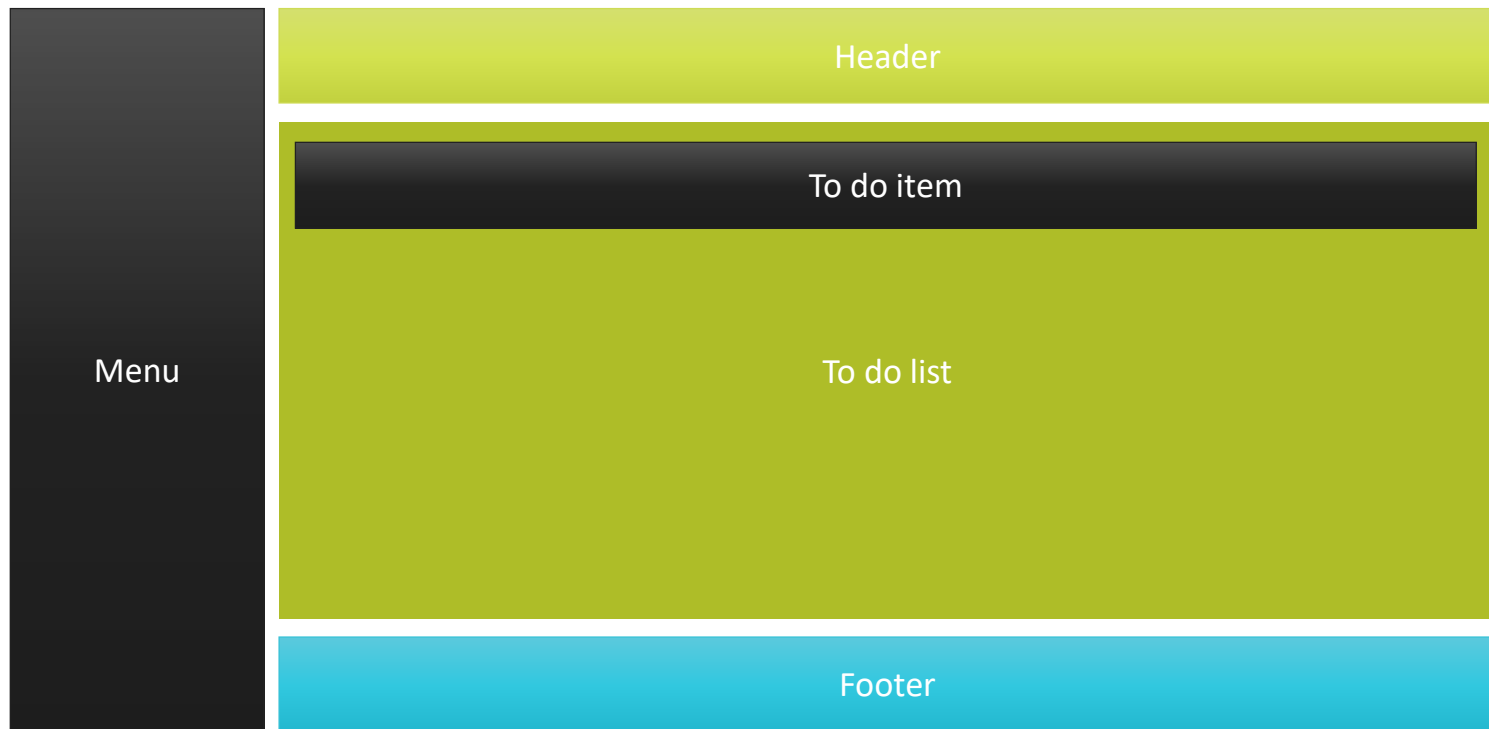 Header
To do item
Menu
To do list
Footer